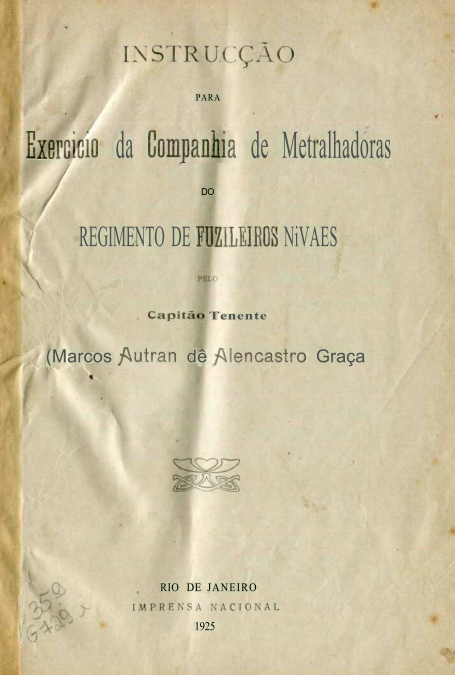 INSTRUCÇÃO
PARA
Exercicio da Companhia de Metralhadoras
DO
REGIMENTO DE FUZILEIROS NiVAES
PELO
Capitão Tenente
(Marcos Autran dê Alencastro Graça
RIO DE JANEIRO
IMPRENSA NACIONAL
1925
359